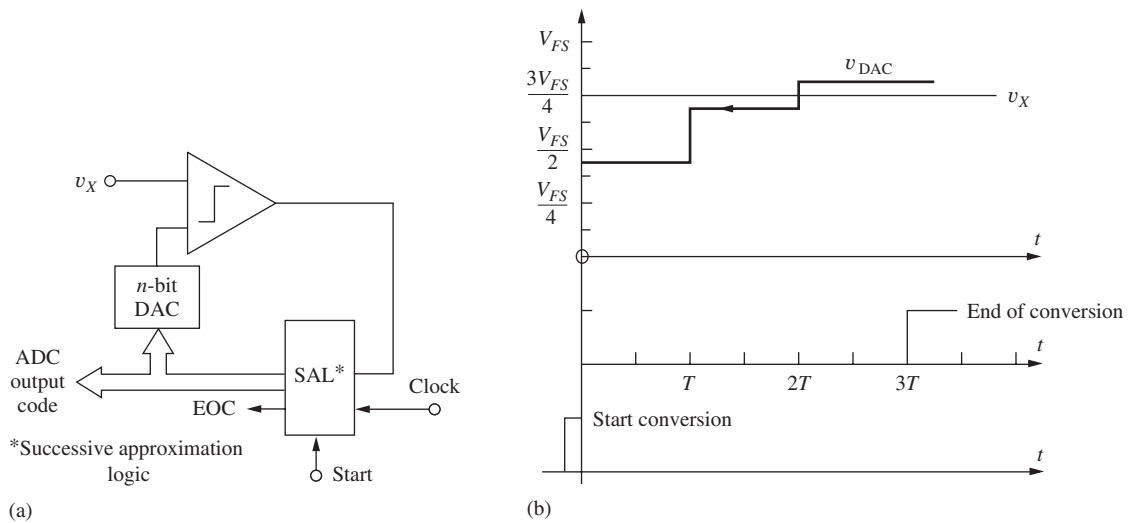 v_X
n-bit
DAC
ADC
output
code
SAL*
EOC
Clock
Start
*Successive approximation
logic
(a)
V_FS
3V_FS/4
V_FS/2
V_FS/4
v_DAC
v_X
t
End of conversion
t
T 2T 3T
Start conversion
t
(b)